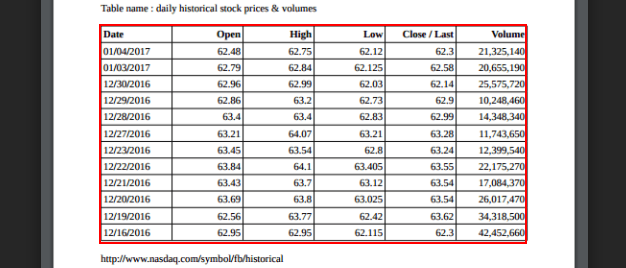 Table name : daily historical stock prices & volumes
Date Open High Low Close / Last Volume
01/04/2017 62.48 62.75 62.12 62.3 21,325,140
01/03/2017 62.79 62.84 62.125 62.58 20,655,190
12/30/2016 62.96 62.99 62.03 62.14 25,575,720
12/29/2016 62.86 63.2 62.73 62.9 10,248,460
12/28/2016 63.4 63.4 62.83 62.99 14,348,340
12/27/2016 63.21 64.07 63.21 63.28 11,743,650
12/23/2016 63.45 63.54 62.8 63.24 12,399,540
12/22/2016 63.84 64.1 63.405 63.55 22,175,270
12/21/2016 63.43 63.7 63.12 63.54 17,084,370
12/20/2016 63.69 63.8 63.025 63.54 26,017,470
12/19/2016 62.56 63.77 62.42 63.62 34,318,500
12/16/2016 62.95 62.95 62.115 62.3 42,452,660
http://www.nasdaq.com/symbol/fb/historical